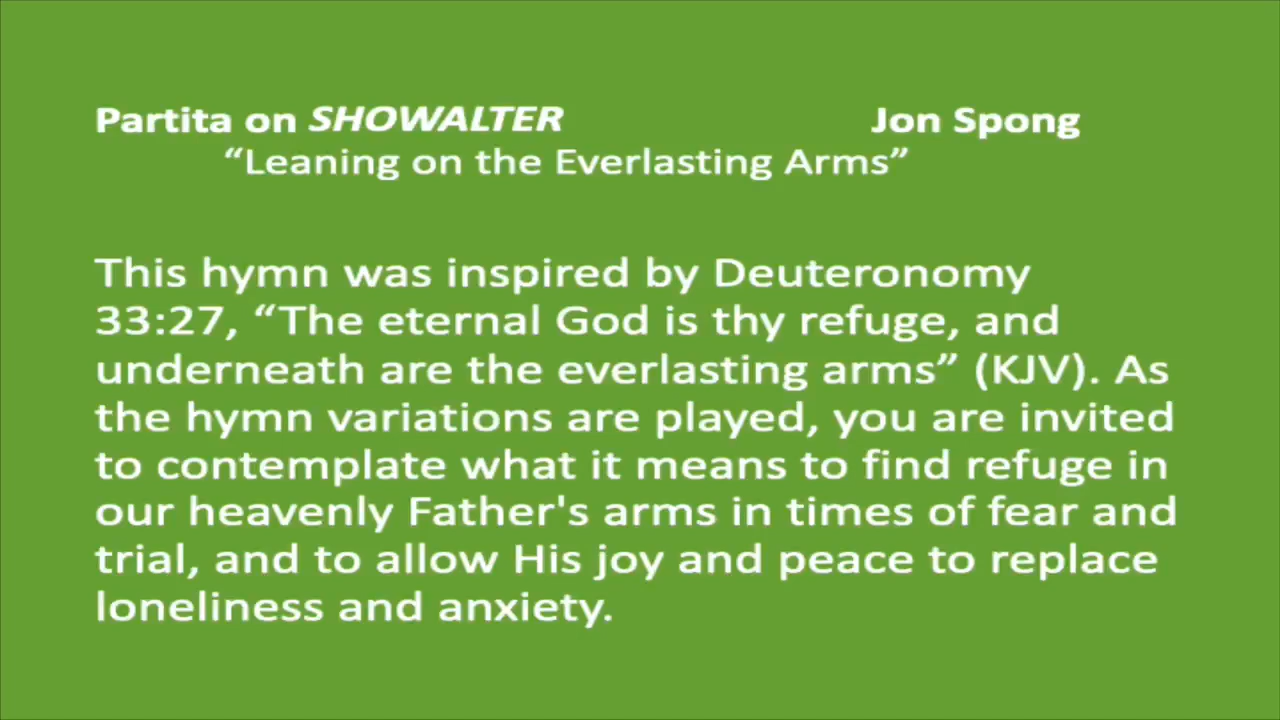 Partita on SHOWALTER Jon Spong
“Leaning on the Everlasting Arms”
This hymn was inspired by Deuteronomy
33:27, “The eternal God is thy refuge, and
underneath are the everlasting arms” (KJV). As
the hymn variations are played, you are invited
to contemplate what it means to find refuge in
our heavenly Father's arms in times of fear and
trial, and to allow His joy and peace to replace
loneliness and anxiety.